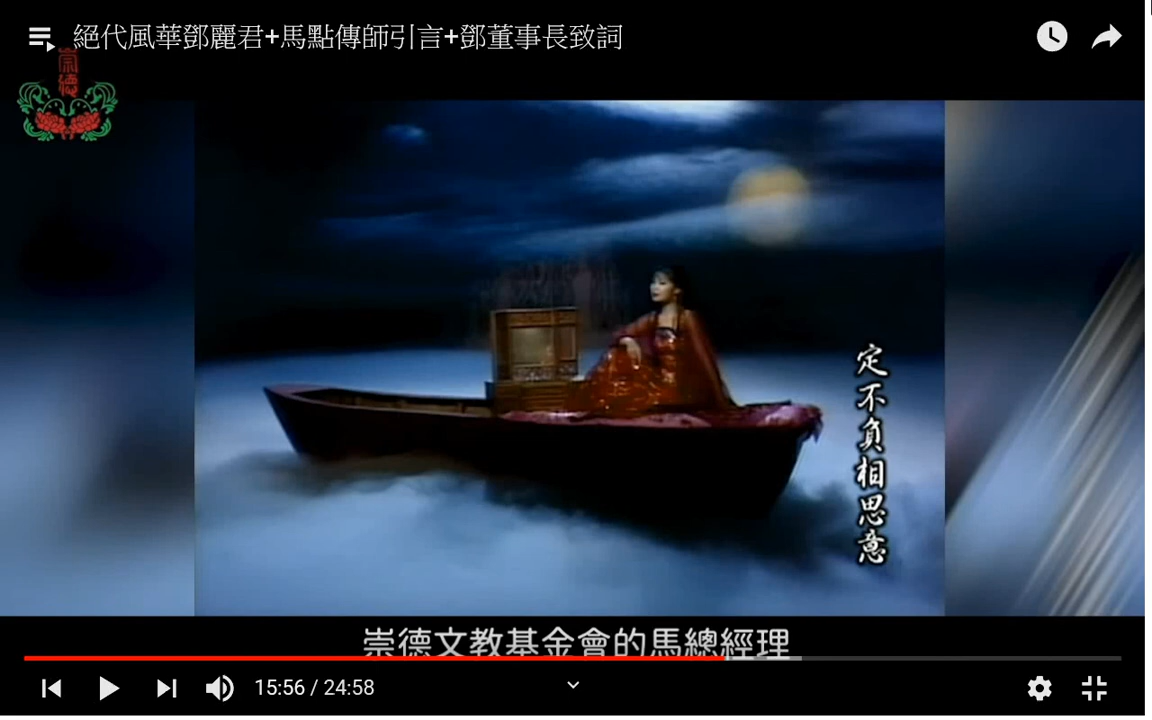 絕代風華鄧麗君+馬點傳師引言+鄧董事長致詞
崇德
定不負相思意
崇德文教基金會的馬總經理
15:56 / 24:58